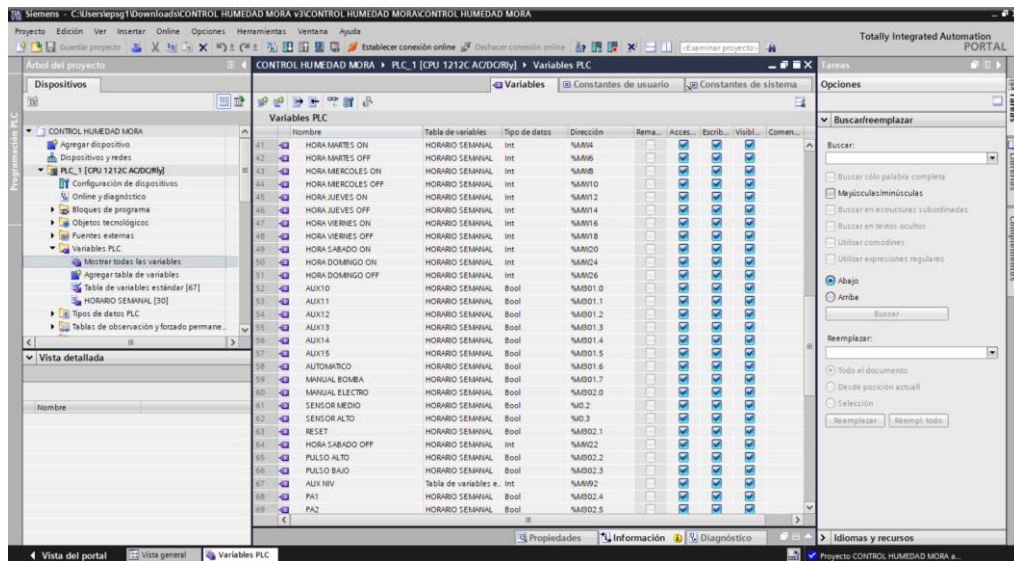 Siemens - C:\Users\epsg1\Downloads\CONTROL HUMEDAD MORA v3\CONTROL HUMEDAD MORA\CONTROL HUMEDAD MORA
Proyecto Edición Ver Insertar Online Opciones Herramientas Ventana Ayuda
Totally Integrated Automation
PORTAL
Guardar proyecto Establecer conexión online Deshacer conexión online <Examinar proyecto>
Árbol del proyecto
CONTROL HUMEDAD MORA ▸ PLC_1 [CPU 1212C AC/DC/Rly] ▸ Variables PLC
Tareas
Dispositivos
Variables Constantes de usuario Constantes de sistema
Opciones
Programación PLC
CONTROL HUMEDAD MORA
Agregar dispositivo
Dispositivos y redes
PLC_1 [CPU 1212C AC/DC/Rly]
Configuración de dispositivos
Online y diagnóstico
Bloques de programa
Objetos tecnológicos
Fuentes externas
Variables PLC
Mostrar todas las variables
Agregar tabla de variables
Tabla de variables estándar [67]
HORARIO SEMANAL [30]
Tipos de datos PLC
Tablas de observación y forzado permane..
Vista detallada
Nombre
Variables PLC
Nombre Tabla de variables Tipo de datos Dirección Rema... Acces... Escrib... Visibl... Comen...
41 HORA MARTES ON HORARIO SEMANAL Int %MW4
42 HORA MARTES OFF HORARIO SEMANAL Int %MW6
43 HORA MIERCOLES ON HORARIO SEMANAL Int %MW8
44 HORA MIERCOLES OFF HORARIO SEMANAL Int %MW10
45 HORA JUEVES ON HORARIO SEMANAL Int %MW12
46 HORA JUEVES OFF HORARIO SEMANAL Int %MW14
47 HORA VIERNES ON HORARIO SEMANAL Int %MW16
48 HORA VIERNES OFF HORARIO SEMANAL Int %MW18
49 HORA SABADO ON HORARIO SEMANAL Int %MW20
50 HORA DOMINGO ON HORARIO SEMANAL Int %MW24
51 HORA DOMINGO OFF HORARIO SEMANAL Int %MW26
52 AUX10 HORARIO SEMANAL Bool %M301.0
53 AUX11 HORARIO SEMANAL Bool %M301.1
54 AUX12 HORARIO SEMANAL Bool %M301.2
55 AUX13 HORARIO SEMANAL Bool %M301.3
56 AUX14 HORARIO SEMANAL Bool %M301.4
57 AUX15 HORARIO SEMANAL Bool %M301.5
58 AUTOMATICO HORARIO SEMANAL Bool %M301.6
59 MANUAL BOMBA HORARIO SEMANAL Bool %M301.7
60 MANUAL ELECTRO HORARIO SEMANAL Bool %M302.0
61 SENSOR MEDIO HORARIO SEMANAL Bool %I0.2
62 SENSOR ALTO HORARIO SEMANAL Bool %I0.3
63 RESET HORARIO SEMANAL Bool %M302.1
64 HORA SABADO OFF HORARIO SEMANAL Int %MW22
65 PULSO ALTO HORARIO SEMANAL Bool %M302.2
66 PULSO BAJO HORARIO SEMANAL Bool %M302.3
67 AUX NIV Tabla de variables e.. Int %MW92
68 PA1 HORARIO SEMANAL Bool %M302.4
69 PA2 HORARIO SEMANAL Bool %M302.5
Buscar/reemplazar
Buscar:
Buscar sólo palabra completa
Mayúsculas/minúsculas
Buscar en estructuras subordinadas
Buscar en textos ocultos
Utilizar comodines
Utilizar expresiones regulares
Abajo
Arriba
Buscar
Reemplazar:
Todo el documento
Desde posición actuall
Selección
Reemplazar Reempl. todo
Idiomas y recursos
Tareas
Librerías
Complementos
Propiedades Información Diagnóstico
Vista del portal Vista general Variables PLC Proyecto CONTROL HUMEDAD MORA a...